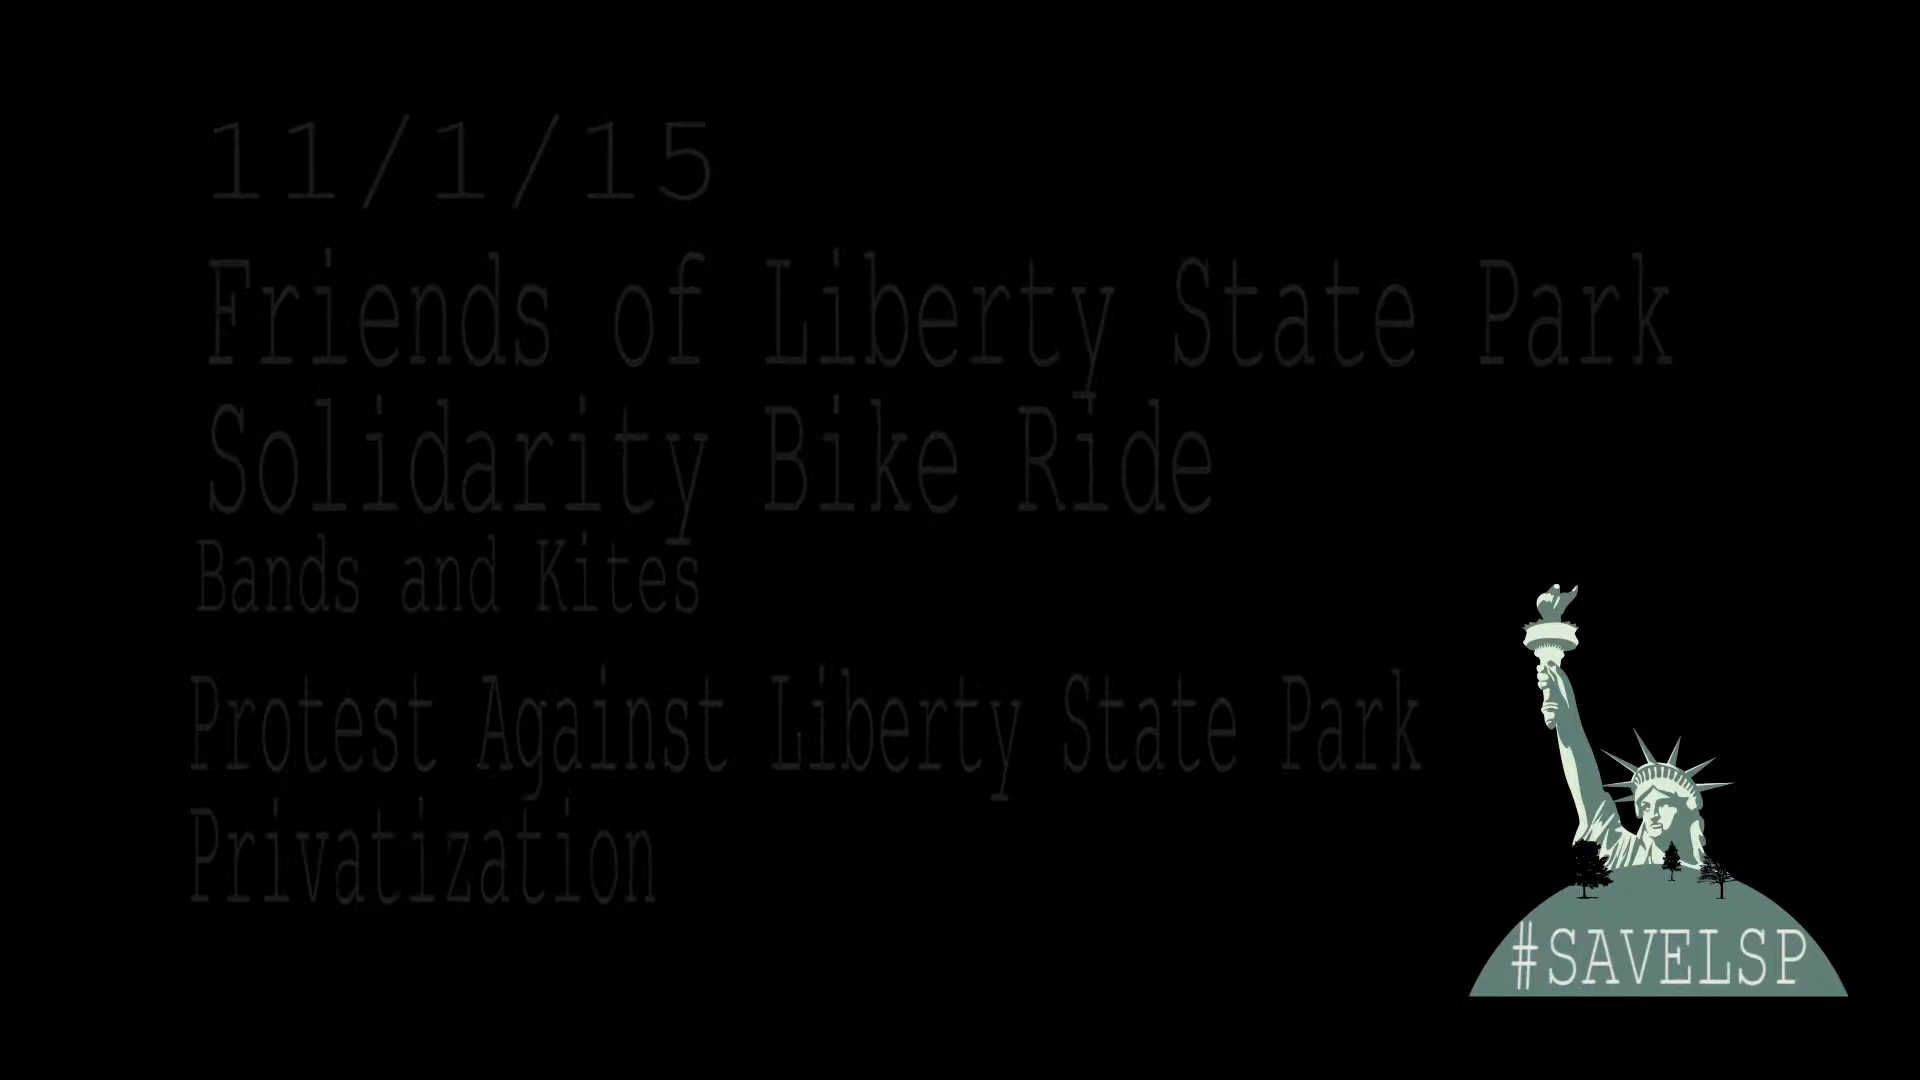 11/1/15
Friends of Liberty State Park
Solidarity Bike Ride
Bands and Kites
Protest Against Liberty State Park
Privatization
#SAVELSP